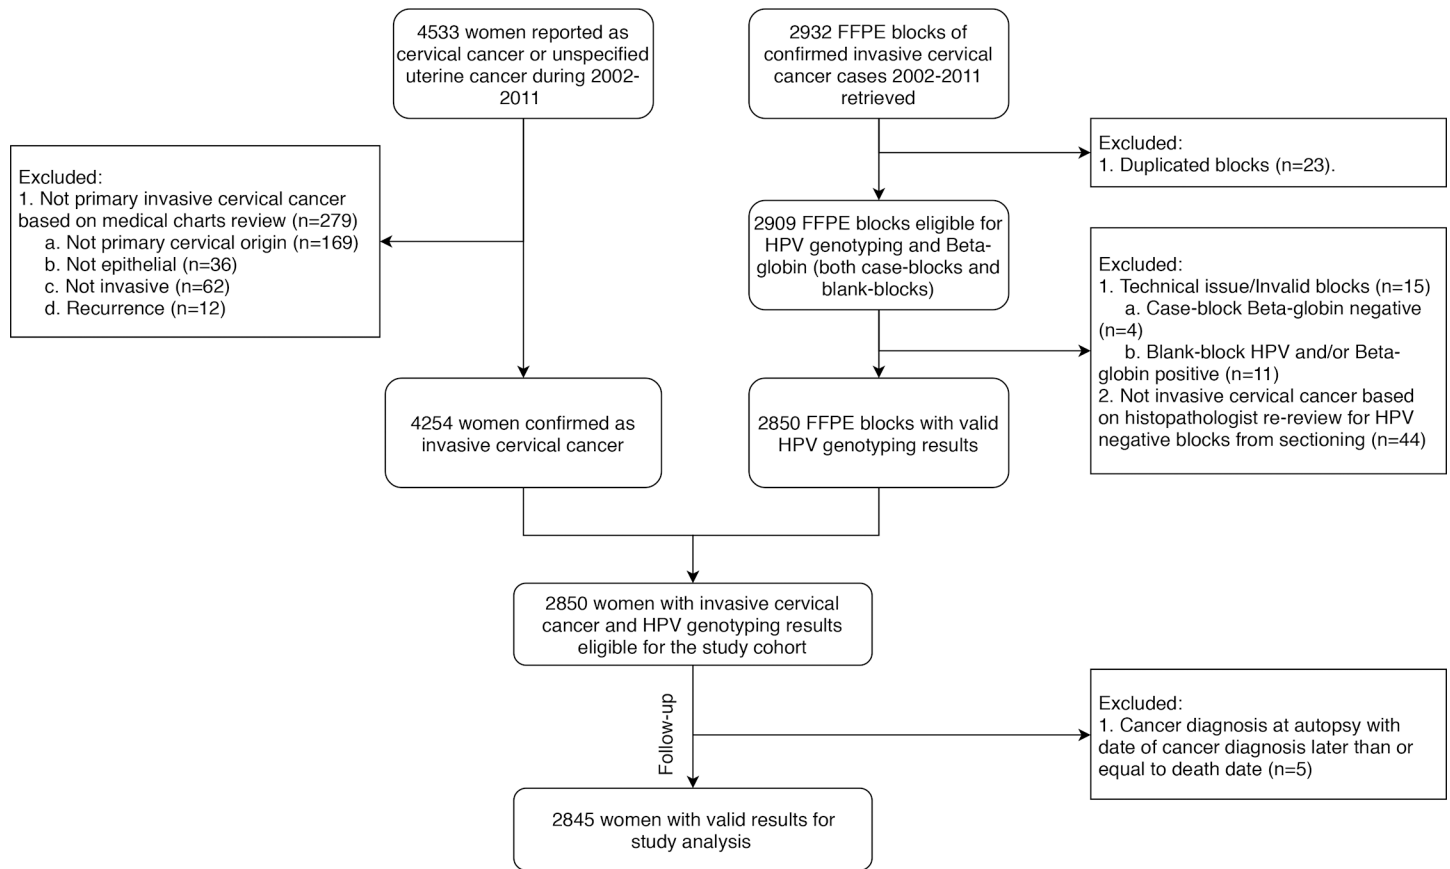 4533 women reported as
cervical cancer or unspecified
uterine cancer during 2002-
2011
2932 FFPE blocks of
confirmed invasive cervical
cancer cases 2002-2011
retrieved
Excluded:
1. Duplicated blocks (n=23).
Excluded:
1. Not primary invasive cervical cancer
based on medical charts review (n=279)
a. Not primary cervical origin (n=169)
b. Not epithelial (n=36)
c. Not invasive (n=62)
d. Recurrence (n=12)
2909 FFPE blocks eligible for
HPV genotyping and Beta-
globin (both case-blocks and
blank-blocks)
Excluded:
1. Technical issue/Invalid blocks (n=15)
a. Case-block Beta-globin negative
(n=4)
b. Blank-block HPV and/or Beta-
globin positive (n=11)
2. Not invasive cervical cancer based
on histopathologist re-review for HPV
negative blocks from sectioning (n=44)
4254 women confirmed as
invasive cervical cancer
2850 FFPE blocks with valid
HPV genotyping results
2850 women with invasive cervical
cancer and HPV genotyping results
eligible for the study cohort
Follow-up
Excluded:
1. Cancer diagnosis at autopsy with
date of cancer diagnosis later than or
equal to death date (n=5)
2845 women with valid results for
study analysis